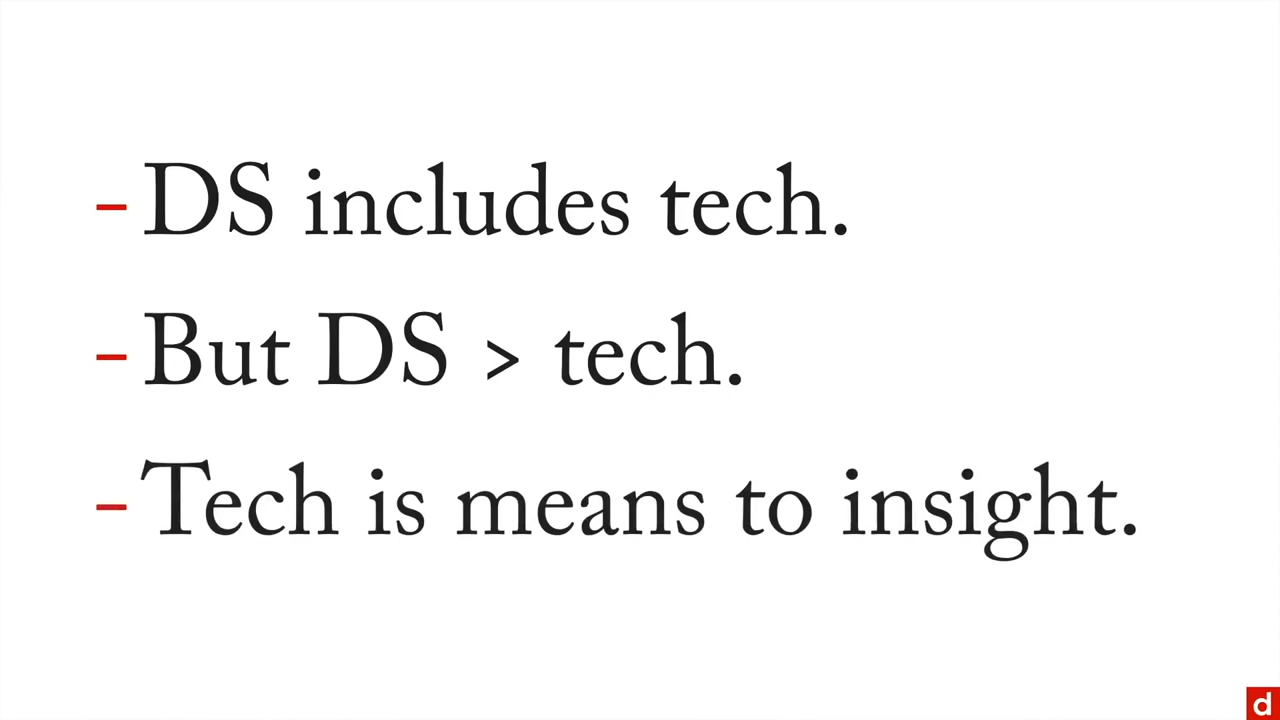 – DS includes tech.
– But DS > tech.
– Tech is means to insight.
d